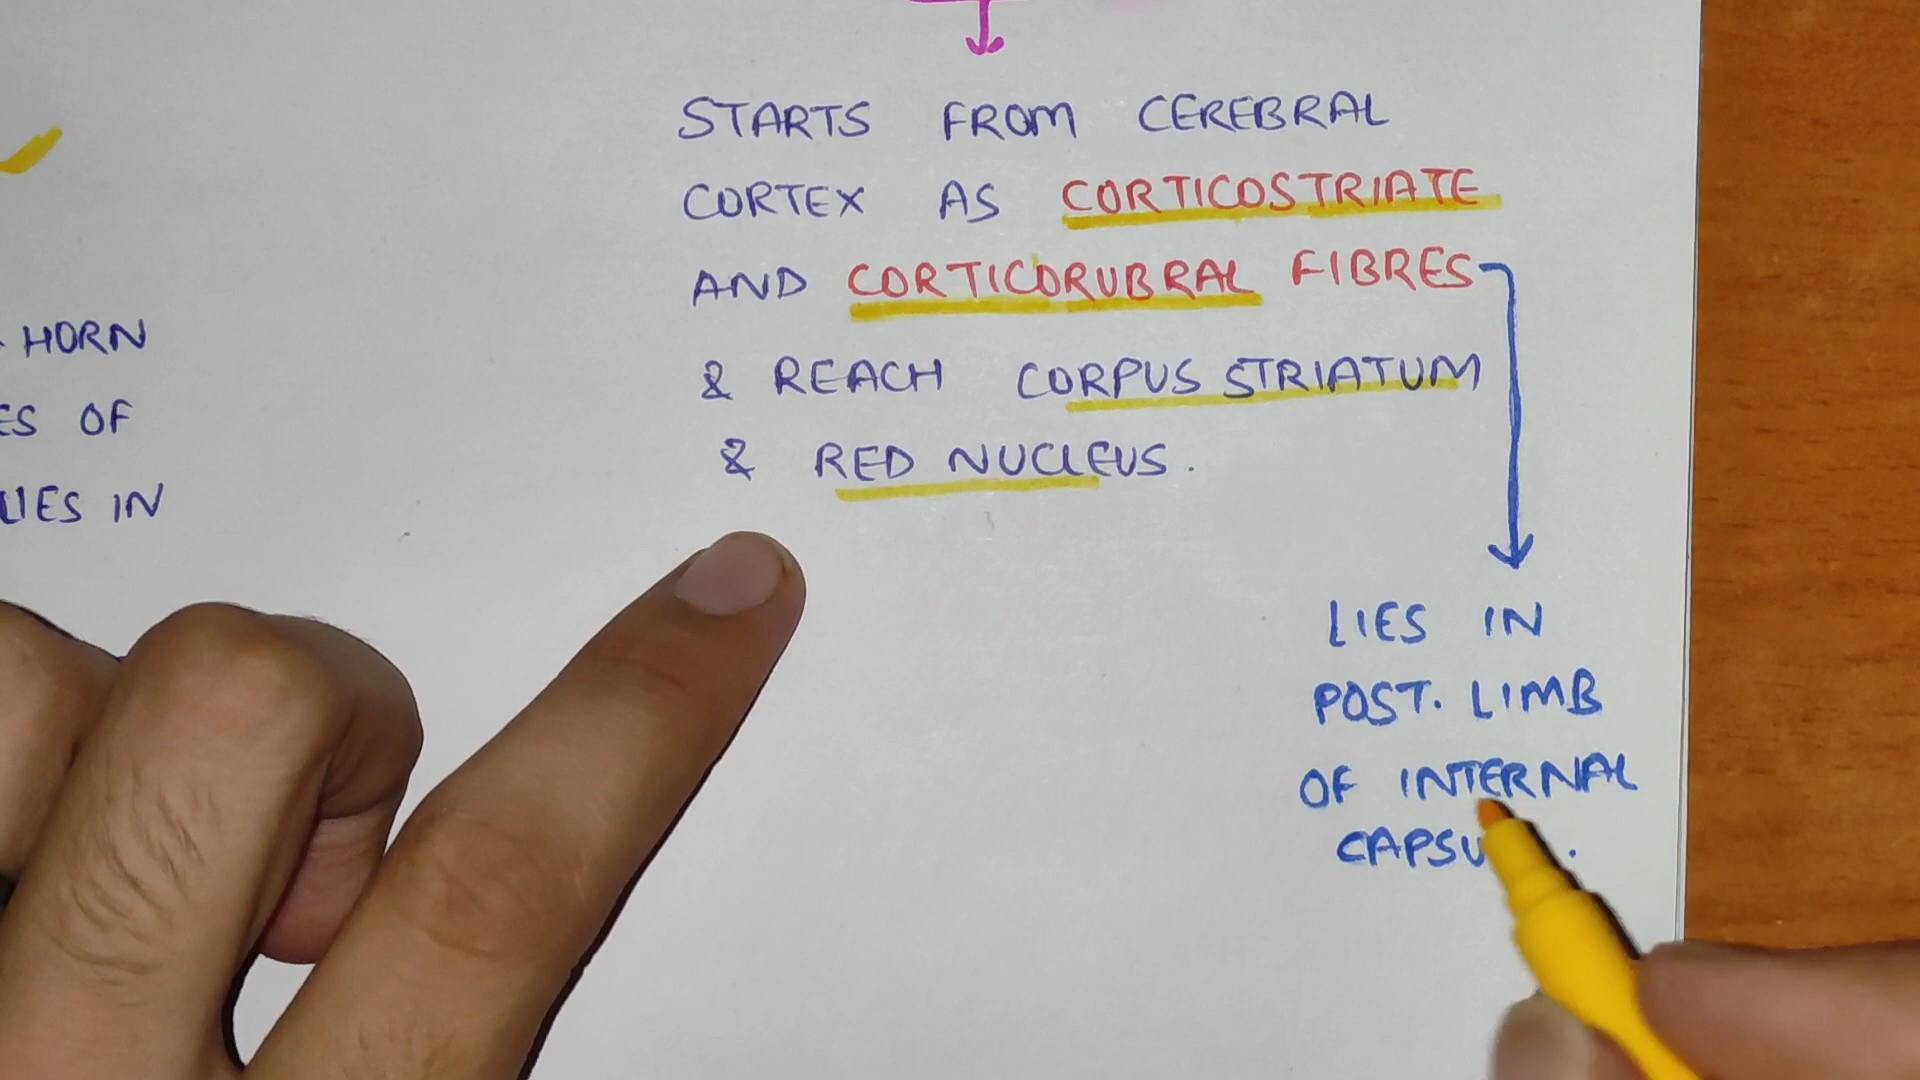 STARTS FROM CEREBRAL
CORTEX AS CORTICOSTRIATE
AND CORTICORUBRAL FIBRES
& REACH CORPUS STRIATUM
& RED NUCLEUS.
LIES IN
POST. LIMB
OF INTERNAL
HORN
OF
LIES IN